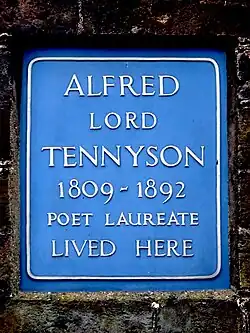 ALFRED
LORD
TENNYSON
1809-1892
POET LAUREATE
LIVED HERE